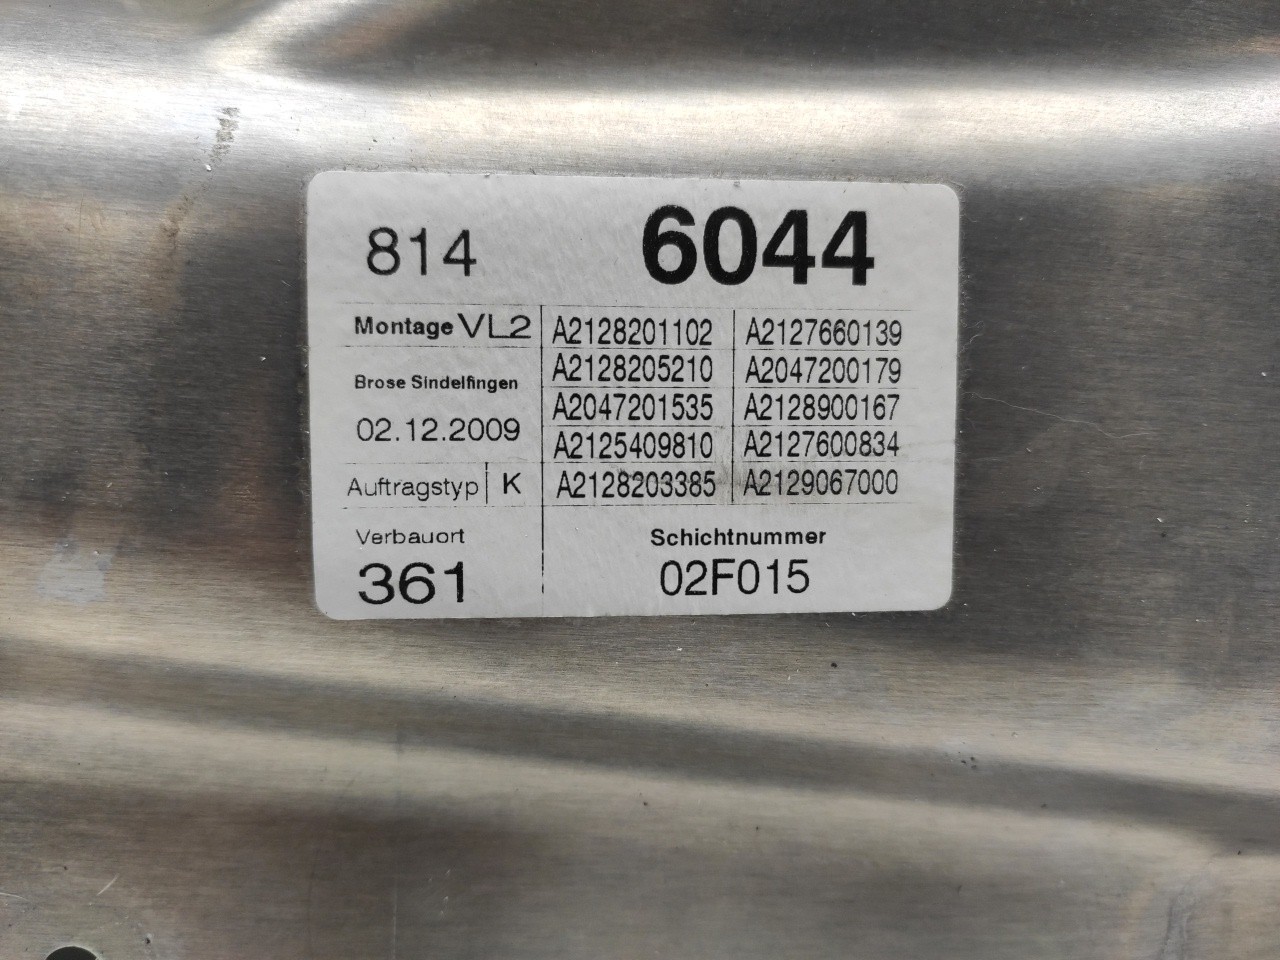 814 6044
Montage VL2 A2128201102 A2127660139
A2128205210 A2047200179
Brose Sindelfingen
A2047201535 A2128900167
02.12.2009
A2125409810 A2127600834
Auftragstyp K A2128203385 A2129067000
Verbauort Schichtnummer
361 02F015